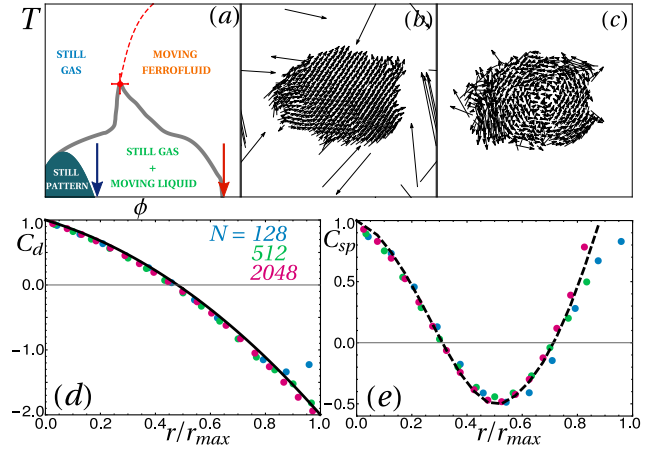 T
(a)
STILL
GAS
MOVING
FERROFLUID
STILL
PATTERN
STILL GAS
+
MOVING LIQUID
ϕ
(b)
(c)
1.0
0.0
−1.0
−2.0
C_d
N = 128
512
2048
(d)
0.0 0.2 0.4 0.6 0.8 1.0
r/r_max
1.0
0.5
0.0
−0.5
C_sp
(e)
0.0 0.2 0.4 0.6 0.8 1.0
r/r_max